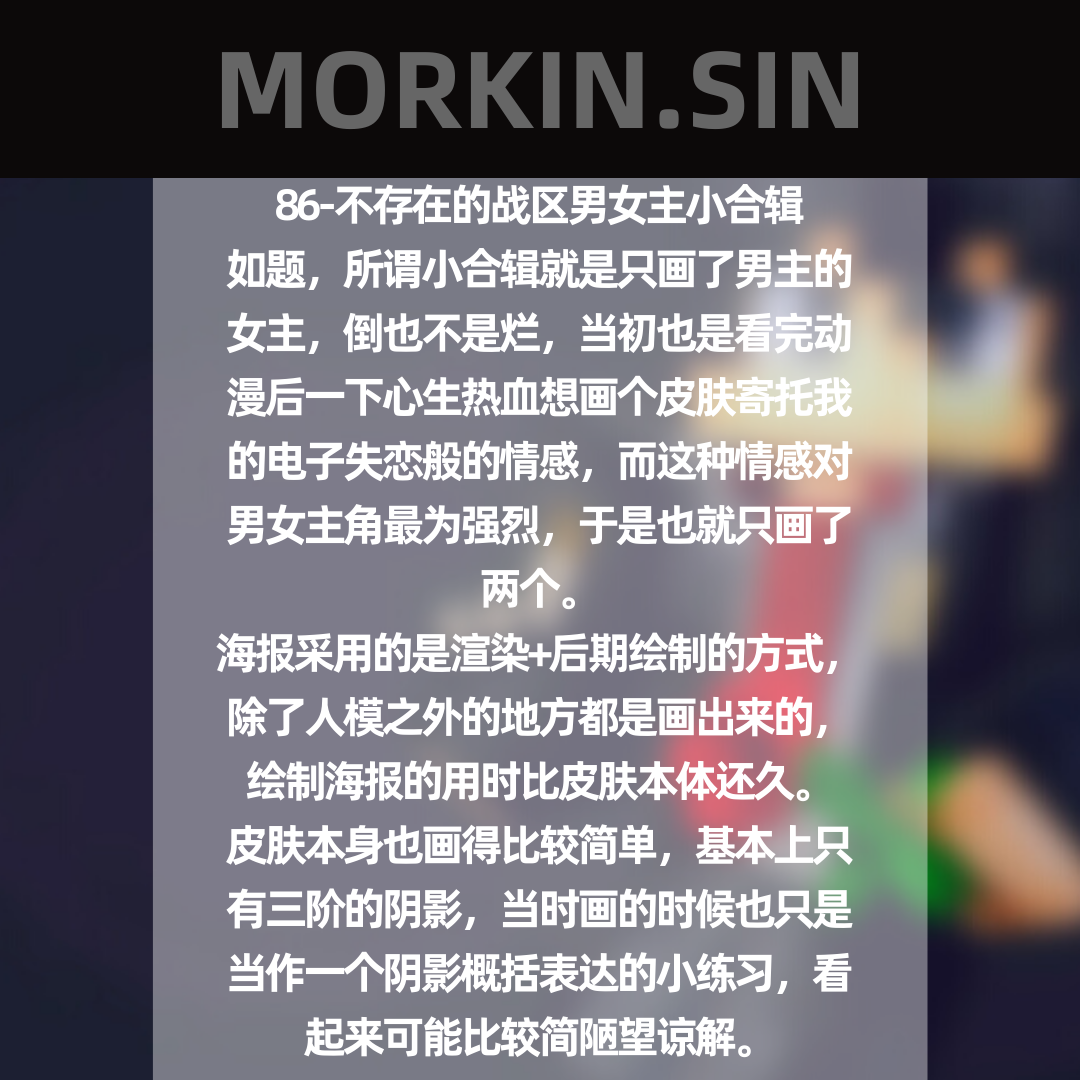 MORKIN.SIN
86-不存在的战区男女主小合辑
如题，所谓小合辑就是只画了男主的
女主，倒也不是烂，当初也是看完动
漫后一下心生热血想画个皮肤寄托我
的电子失恋般的情感，而这种情感对
男女主角最为强烈，于是也就只画了
两个。
海报采用的是渲染+后期绘制的方式，
除了人模之外的地方都是画出来的，
绘制海报的用时比皮肤本体还久。
皮肤本身也画得比较简单，基本上只
有三阶的阴影，当时画的时候也只是
当作一个阴影概括表达的小练习，看
起来可能比较简陋望谅解。